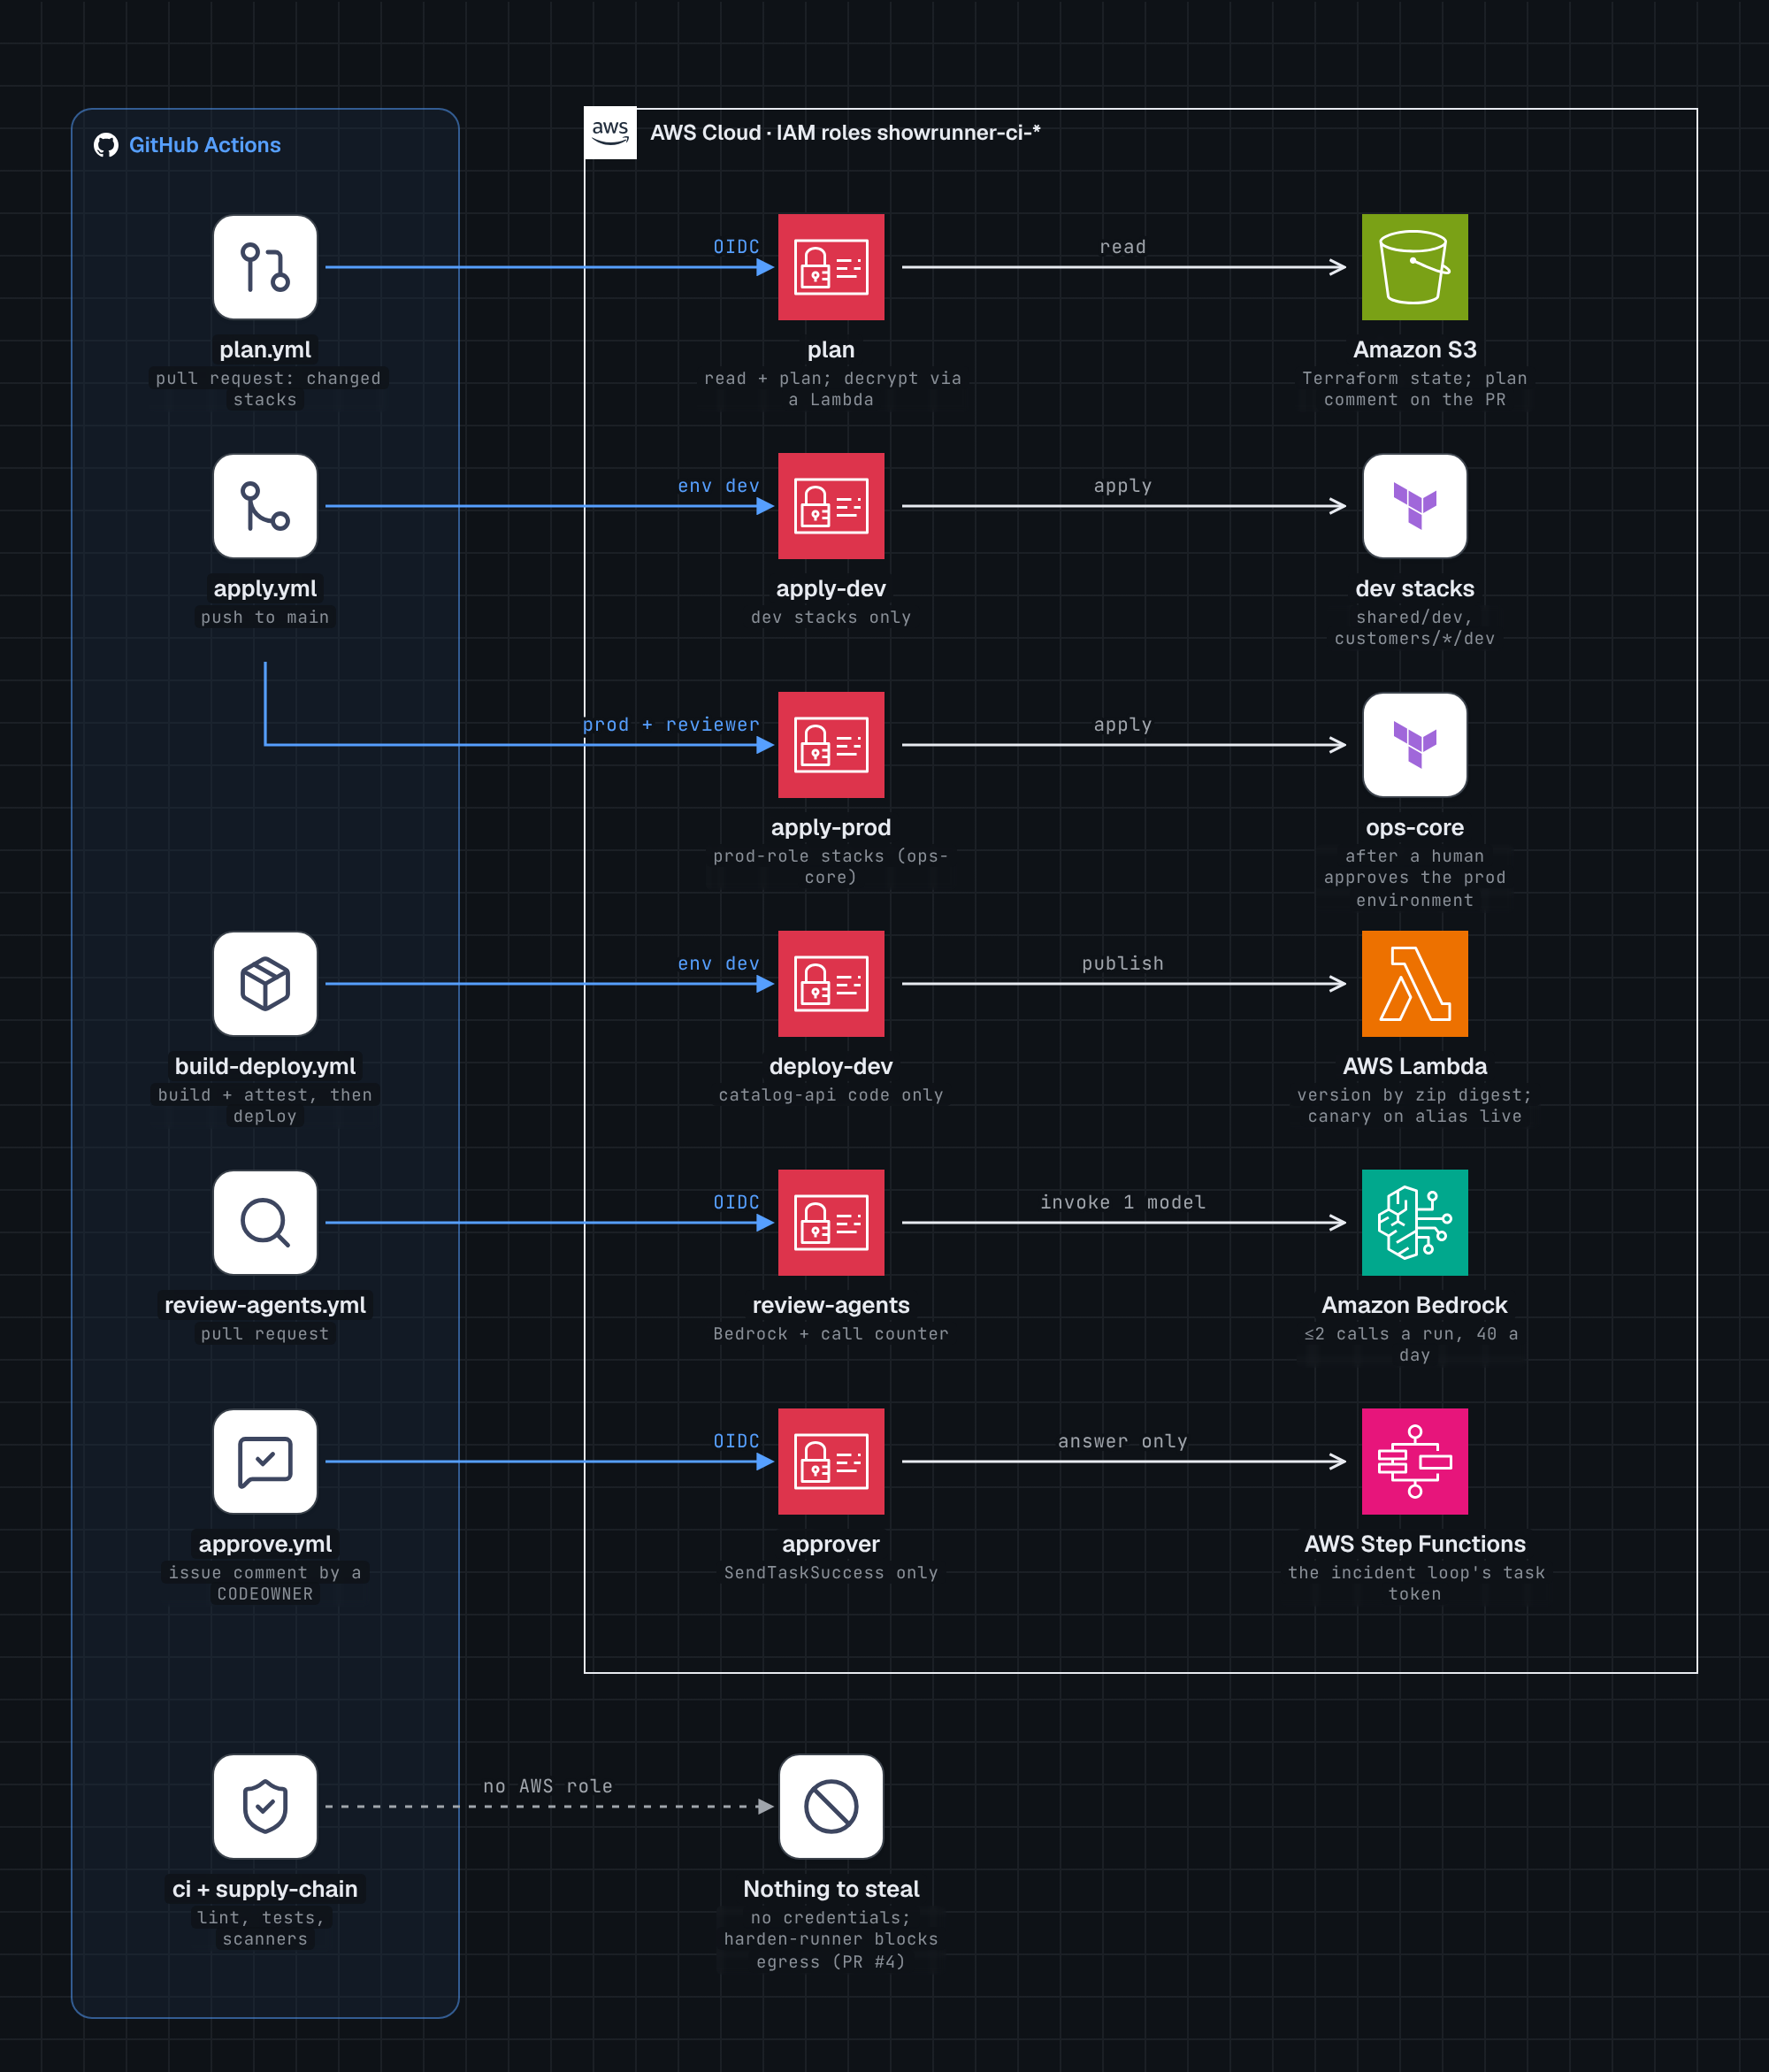 GitHub Actions
aws
AWS Cloud · IAM roles showrunner-ci-*
OIDC
read
plan.yml
pull request: changed
stacks
plan
read + plan; decrypt via
a Lambda
Amazon S3
Terraform state; plan
comment on the PR
env dev
apply
apply.yml
push to main
apply-dev
dev stacks only
dev stacks
shared/dev,
customers/*/dev
prod + reviewer
apply
apply-prod
prod-role stacks (ops-
core)
ops-core
after a human
approves the prod
environment
env dev
publish
build-deploy.yml
build + attest, then
deploy
deploy-dev
catalog-api code only
AWS Lambda
version by zip digest;
canary on alias live
OIDC
invoke 1 model
review-agents.yml
pull request
review-agents
Bedrock + call counter
Amazon Bedrock
≤2 calls a run, 40 a
day
OIDC
answer only
approve.yml
issue comment by a
CODEOWNER
approver
SendTaskSuccess only
AWS Step Functions
the incident loop's task
token
no AWS role
ci + supply-chain
lint, tests,
scanners
Nothing to steal
no credentials;
harden-runner blocks
egress (PR #4)